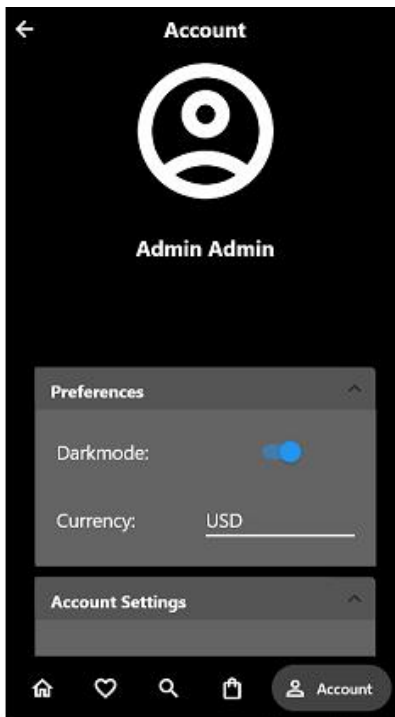 Account
Admin Admin
Preferences
Darkmode:
Currency: USD
Account Settings
Account